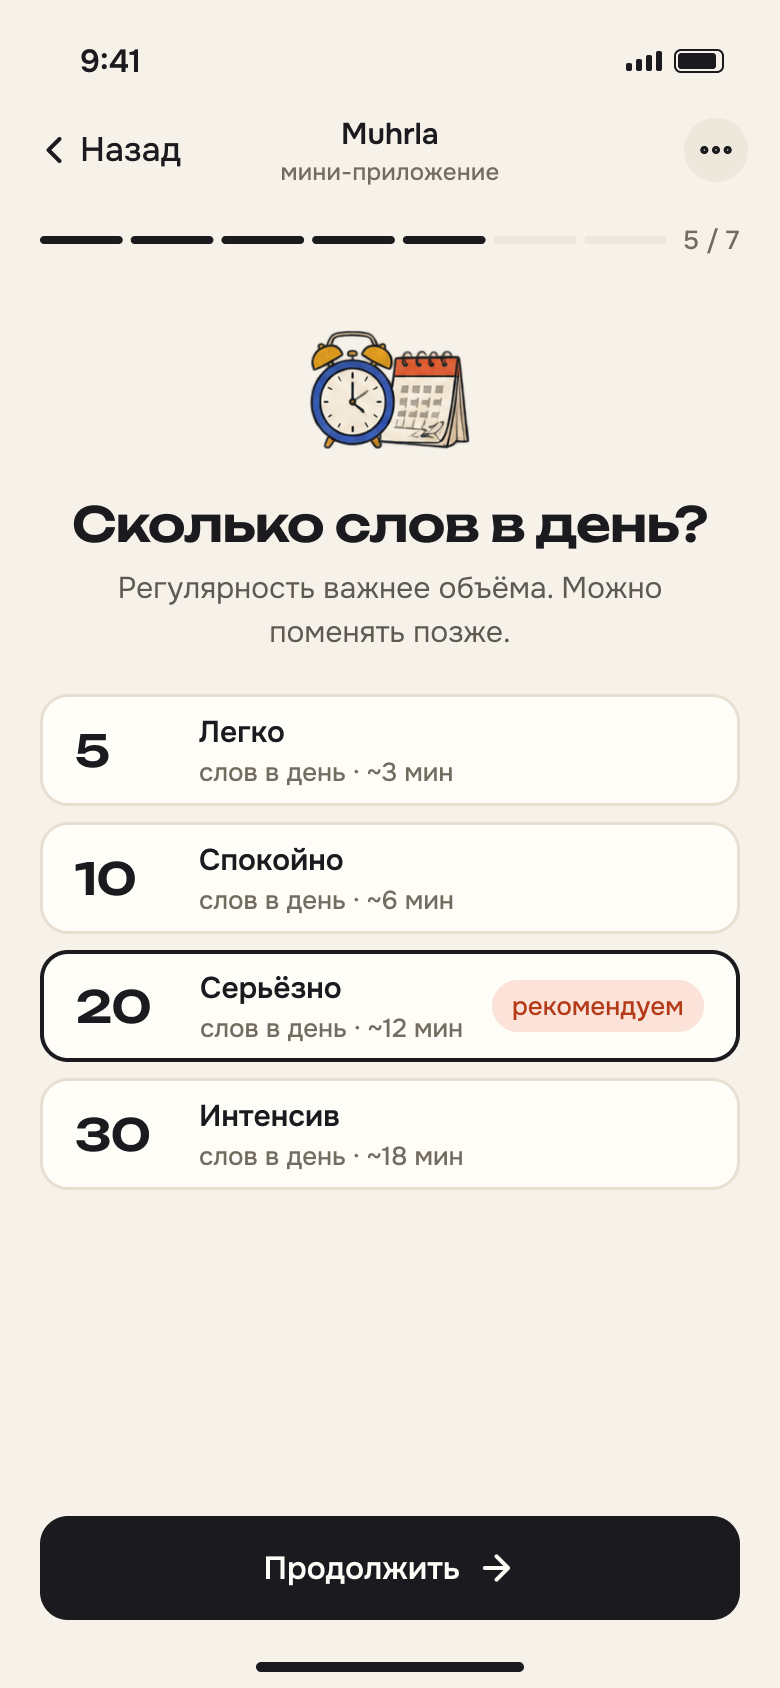 9:41
Назад
Muhrla
мини-приложение
5 / 7
Сколько слов в день?
Регулярность важнее объёма. Можно
поменять позже.
5
Легко
слов в день · ~3 мин
10
Спокойно
слов в день · ~6 мин
20
Серьёзно
слов в день · ~12 мин
рекомендуем
30
Интенсив
слов в день · ~18 мин
Продолжить →